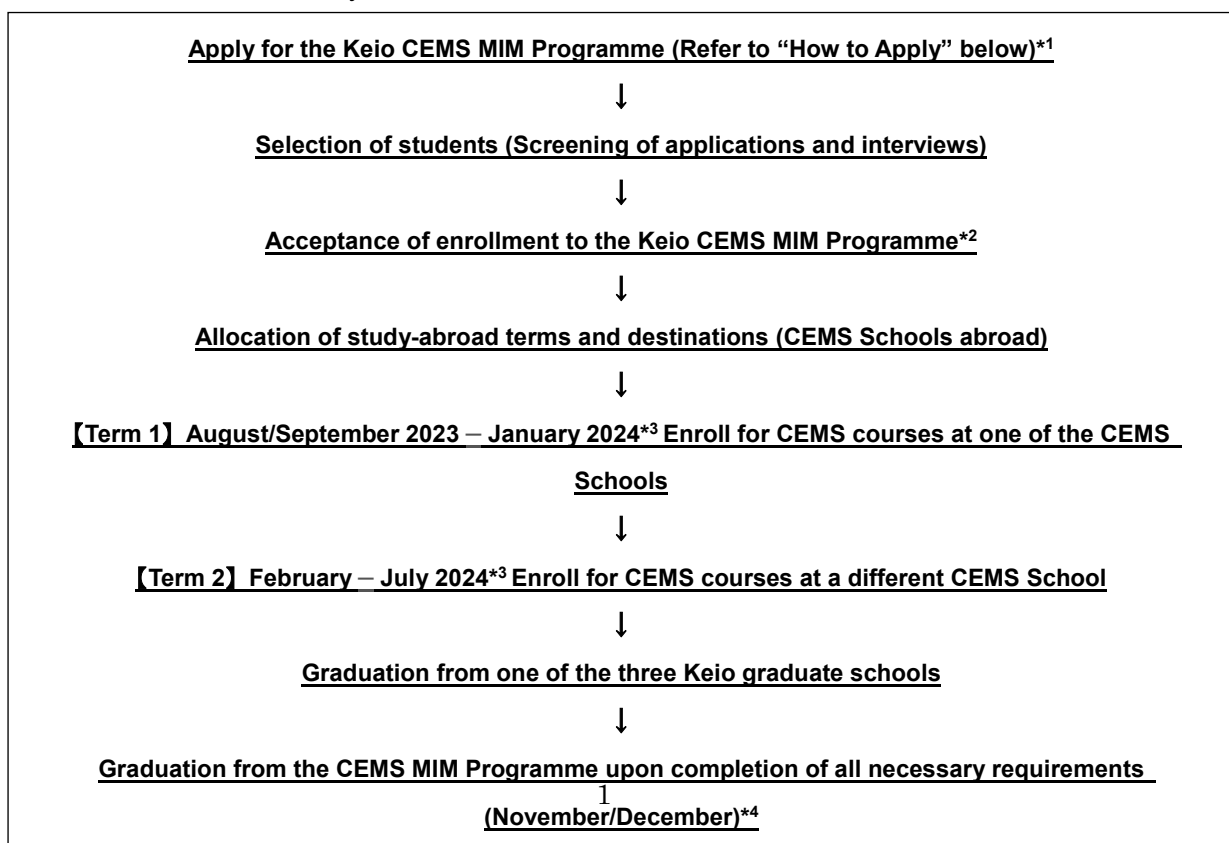 Apply for the Keio CEMS MIM Programme (Refer to “How to Apply” below)*1
↓
Selection of students (Screening of applications and interviews)
↓
Acceptance of enrollment to the Keio CEMS MIM Programme*2
↓
Allocation of study-abroad terms and destinations (CEMS Schools abroad)
↓
【Term 1】 August/September 2023 – January 2024*3 Enroll for CEMS courses at one of the CEMS
Schools
↓
【Term 2】 February – July 2024*3 Enroll for CEMS courses at a different CEMS School
↓
Graduation from one of the three Keio graduate schools
↓
Graduation from the CEMS MIM Programme upon completion of all necessary requirements
1
(November/December)*4